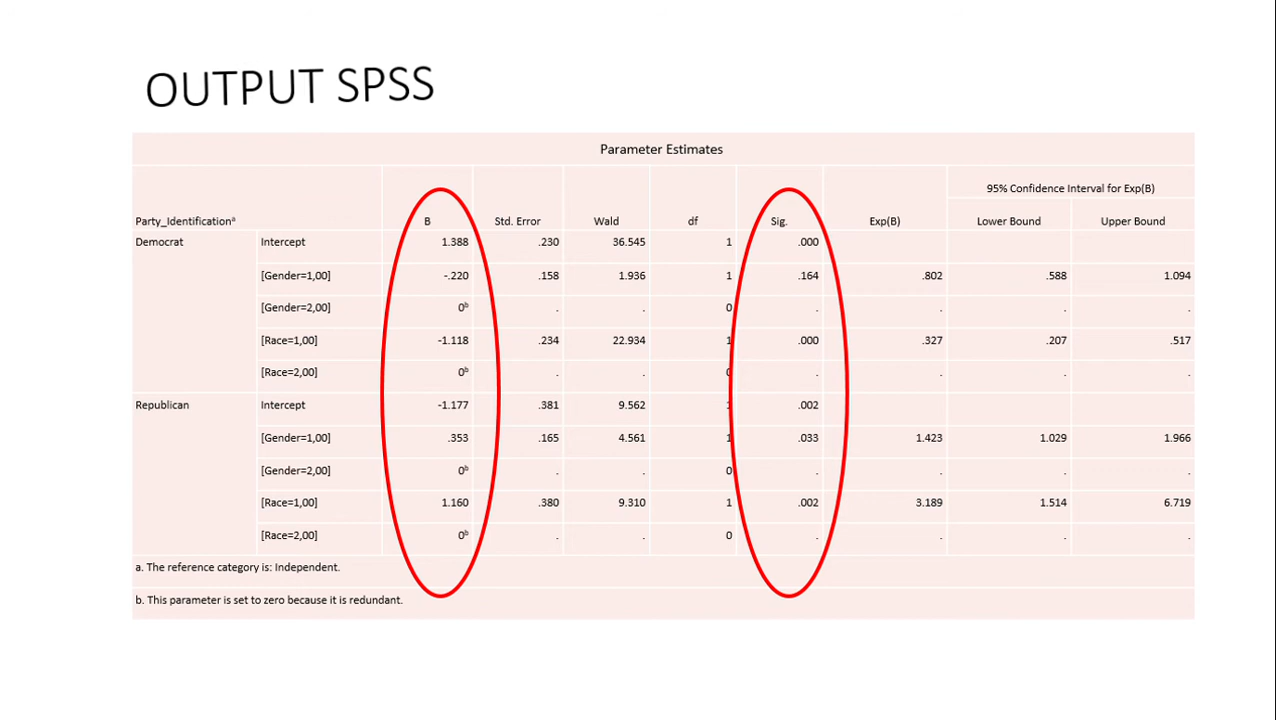 OUTPUT SPSS
Parameter Estimates
95% Confidence Interval for Exp(B)
Party_Identificationᵃ B Std. Error Wald df Sig. Exp(B) Lower Bound Upper Bound
Democrat Intercept 1.388 .230 36.545 1 .000
[Gender=1,00] -.220 .158 1.936 1 .164 .802 .588 1.094
[Gender=2,00] 0ᵇ . . 0 . . . .
[Race=1,00] -1.118 .234 22.934 1 .000 .327 .207 .517
[Race=2,00] 0ᵇ . . 0 . . . .
Republican Intercept -1.177 .381 9.562 1 .002
[Gender=1,00] .353 .165 4.561 1 .033 1.423 1.029 1.966
[Gender=2,00] 0ᵇ . . 0 . . . .
[Race=1,00] 1.160 .380 9.310 1 .002 3.189 1.514 6.719
[Race=2,00] 0ᵇ . . 0 . . . .
a. The reference category is: Independent.
b. This parameter is set to zero because it is redundant.